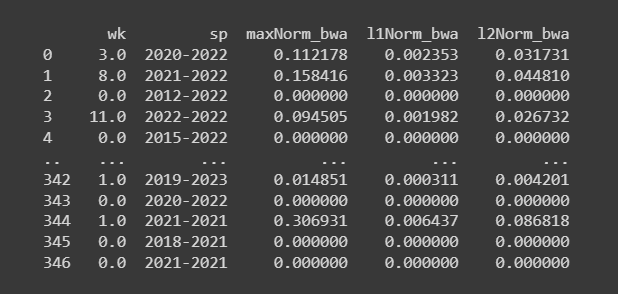 wk sp maxNorm_bwa l1Norm_bwa l2Norm_bwa
0 3.0 2020-2022 0.112178 0.002353 0.031731
1 8.0 2021-2022 0.158416 0.003323 0.044810
2 0.0 2012-2022 0.000000 0.000000 0.000000
3 11.0 2022-2022 0.094505 0.001982 0.026732
4 0.0 2015-2022 0.000000 0.000000 0.000000
.. ... ... ... ... ...
342 1.0 2019-2023 0.014851 0.000311 0.004201
343 0.0 2020-2022 0.000000 0.000000 0.000000
344 1.0 2021-2021 0.306931 0.006437 0.086818
345 0.0 2018-2021 0.000000 0.000000 0.000000
346 0.0 2021-2021 0.000000 0.000000 0.000000